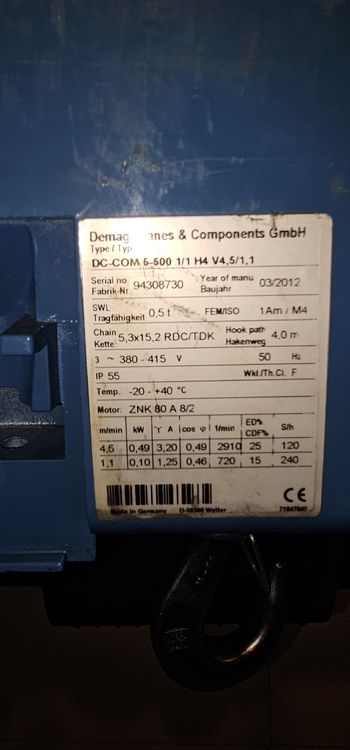 Demag & Components GmbH
Type / Typ
DC-COM 5-500 1/1 H4 V4,5/1,1
Serial no Fabrik-Nr. 94308730 Year of manu Baujahr 03/2012
SWL Tragfähigkeit 0,5 t FEM/ISO 1Am / M4
Chain Kette: 5,3x15,2 RDC/TDK Hook path Hakenweg 4,0 m
3 ~ 380 - 415 V 50 Hz
IP 55 Wkl./Th.Cl. F
Temp. -20 - +40 °C
Motor: ZNK 80 A 8/2
m/min kW Y A cos φ 1/min ED% CDF% S/h
4,5 0,49 3,20 0,49 2910 25 120
1,1 0,10 1,25 0,46 720 15 240
CE
Made in Germany D-58300 Wetter